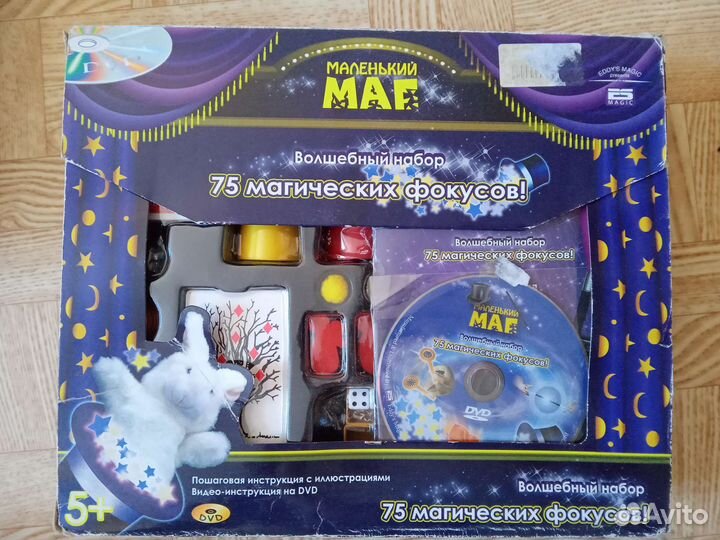 DVD
EDDY'S MAGIC
presents
MAGIC
МАЛЕНЬКИЙ
МАГ
Волшебный набор
75 магических фокусов!
Волшебный набор
75 магических фокусов!
МАЛЕНЬКИЙ
МАГ
Волшебный набор
75 магических фокусов!
DVD
Пошаговая инструкция с иллюстрациями
Видео-инструкция на DVD
5+
DVD
Волшебный набор
75 магических фокусов!
Avito